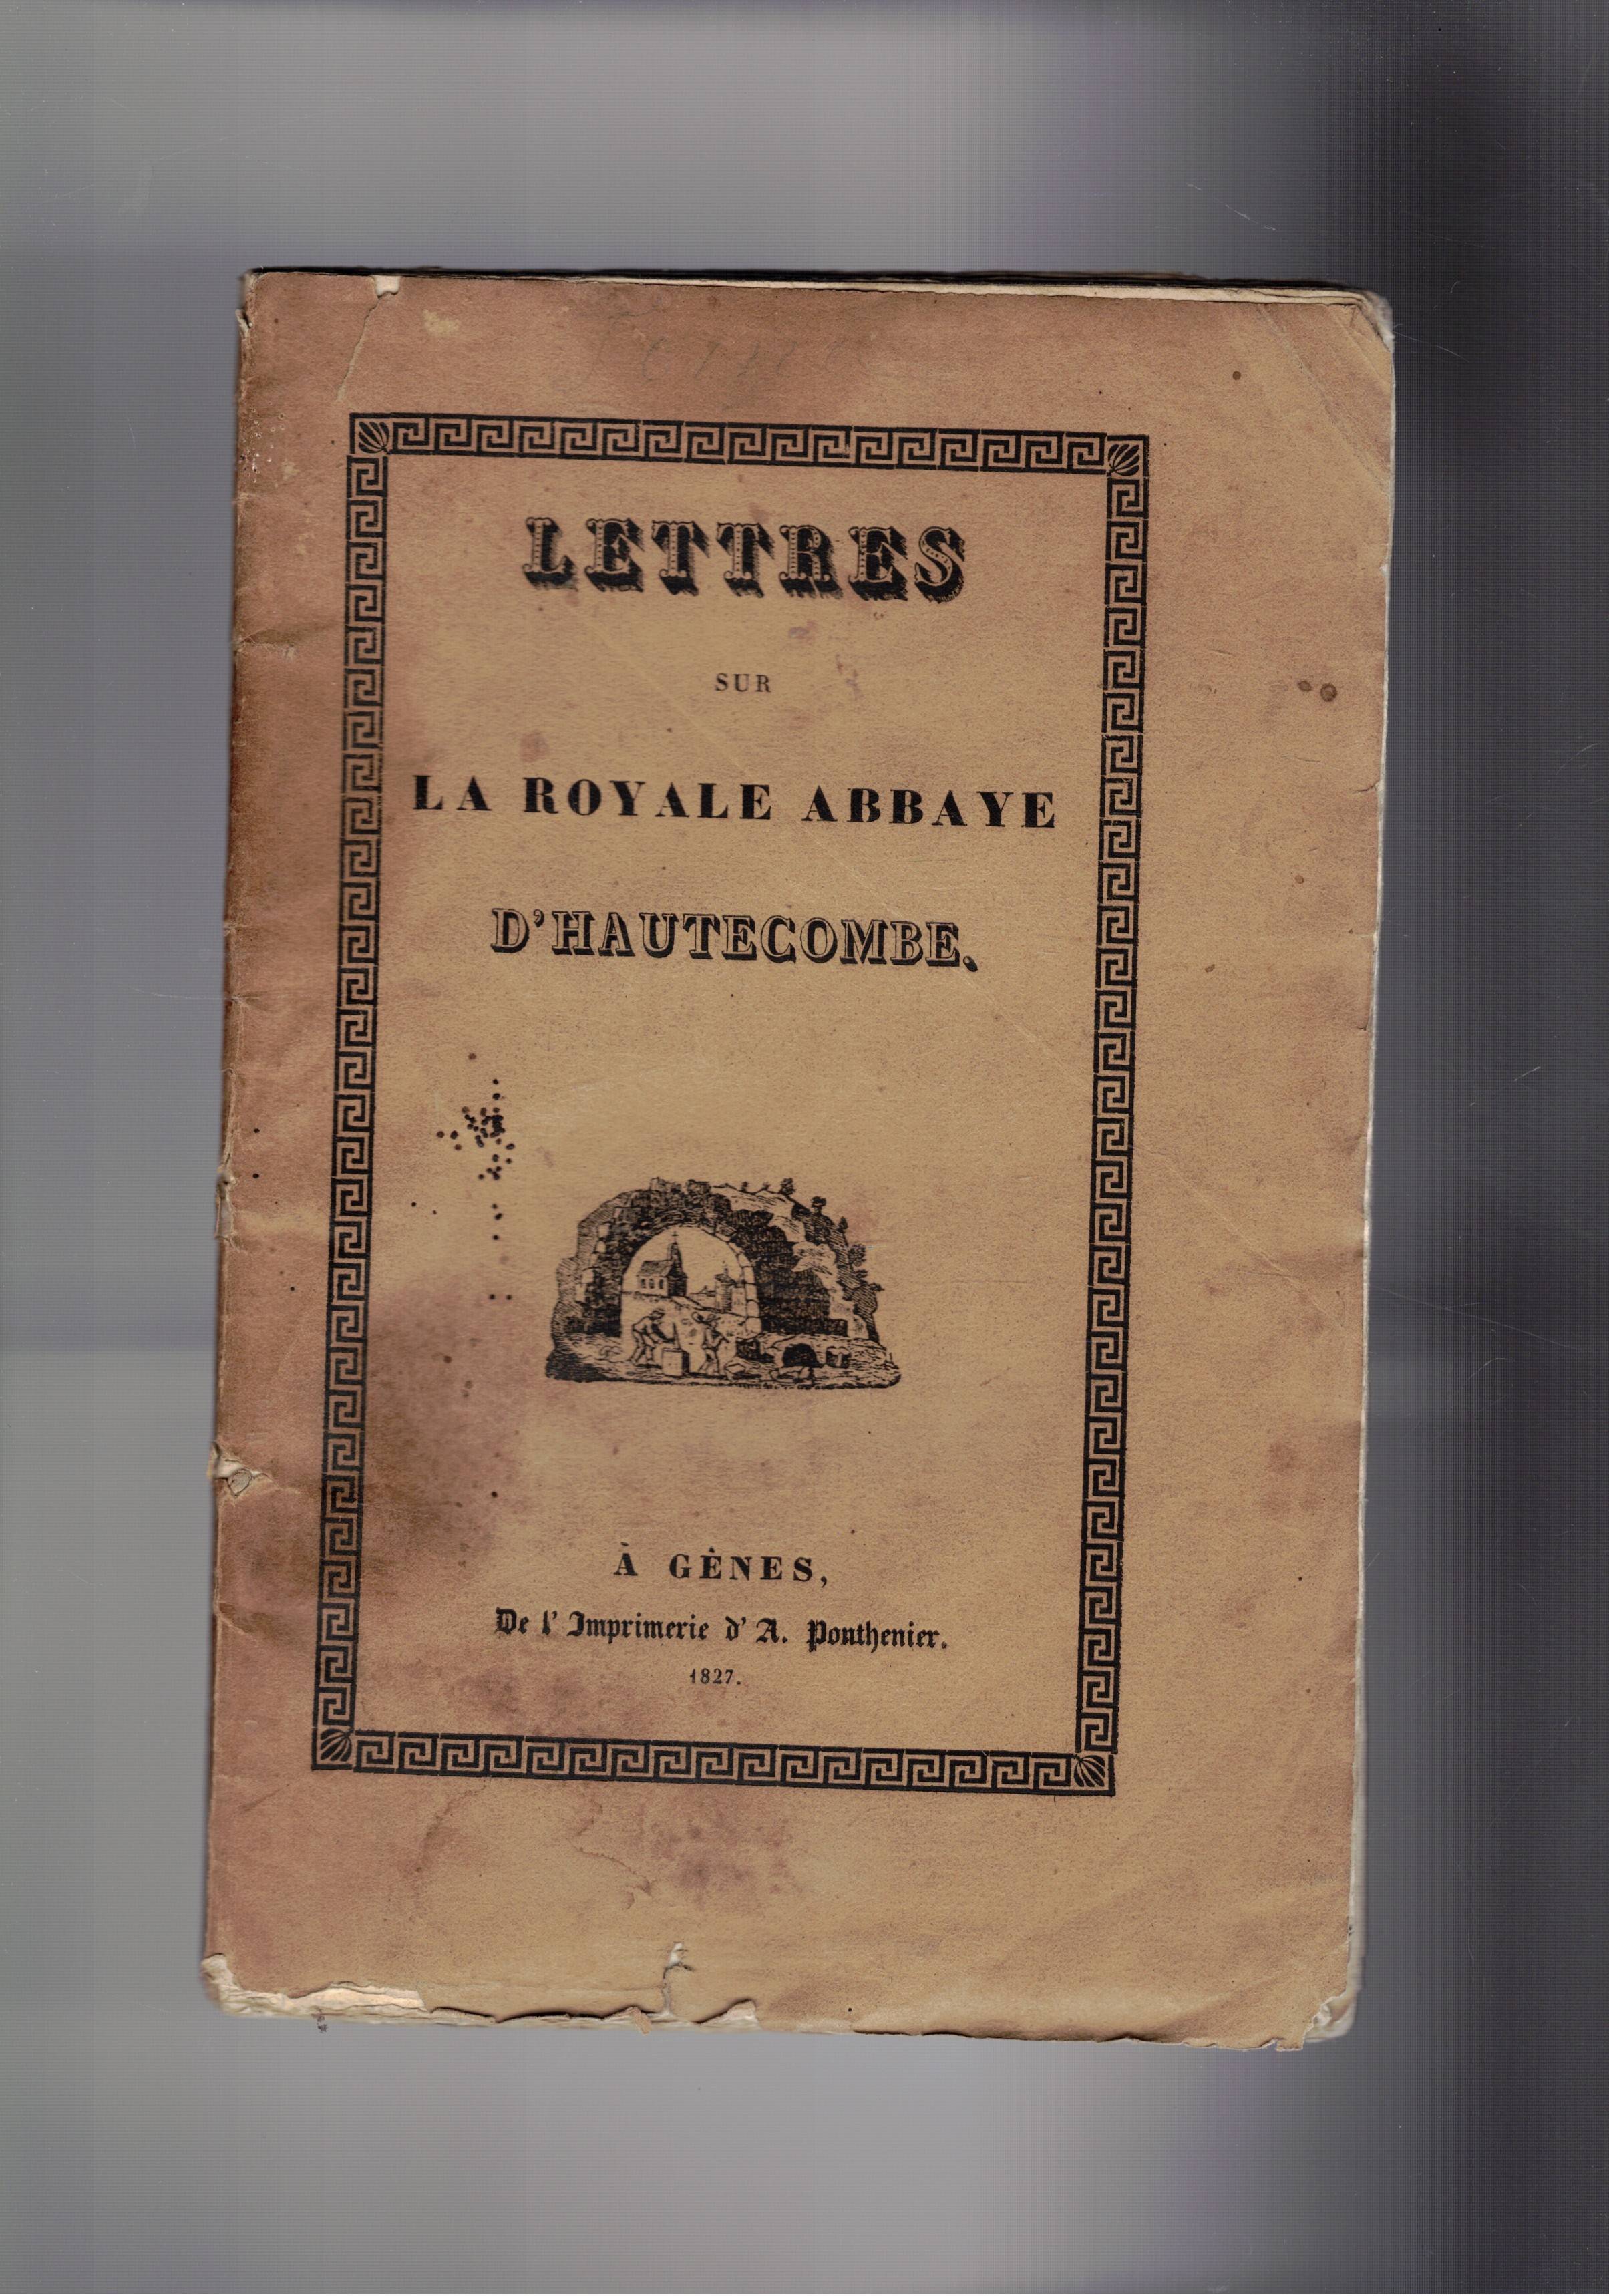 LETTRES
SUR
LA ROYALE ABBAYE
D'HAUTECOMBE.
À GÊNES,
De l' Imprimerie d' A. Ponthenier.
1827.